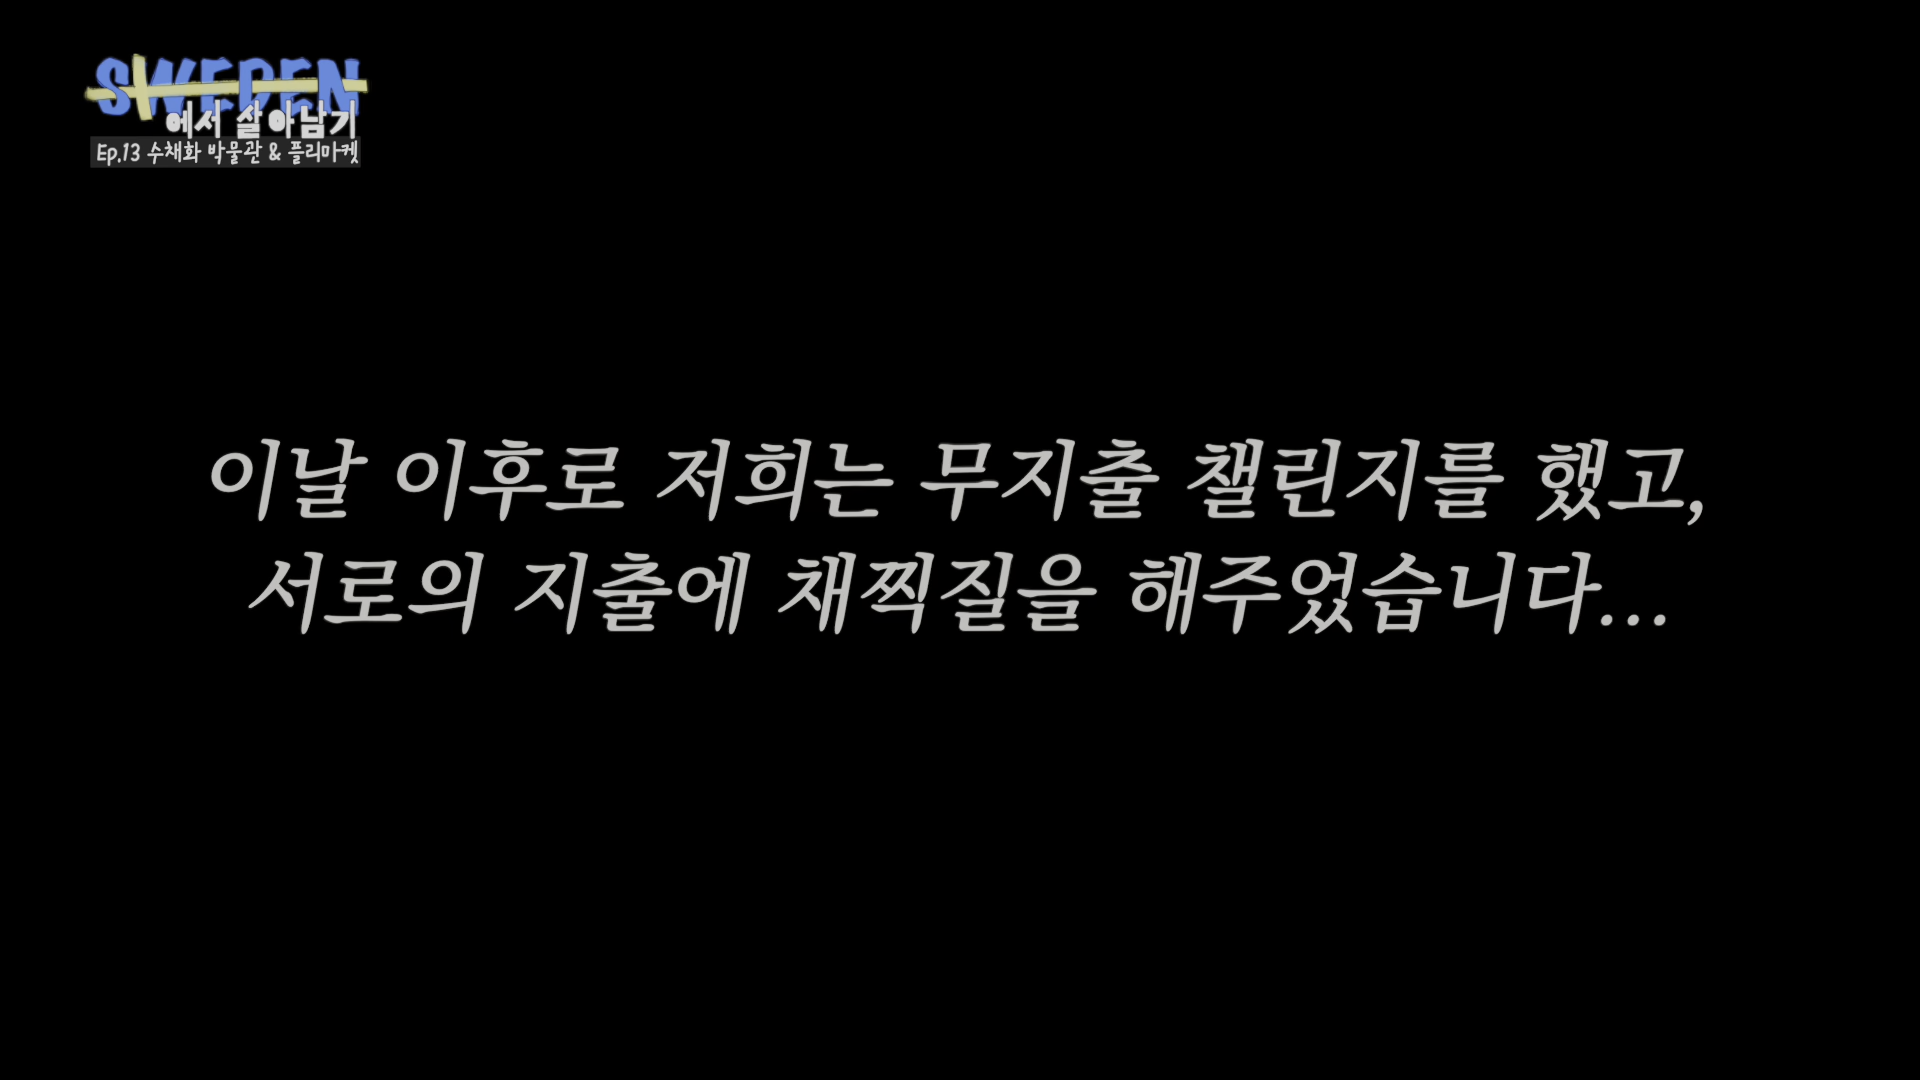 SWEDEN
에서 살아남기
Ep.13 수채화 박물관 & 플리마켓
이날 이후로 저희는 무지출 챌린지를 했고,
서로의 지출에 채찍질을 해주었습니다...